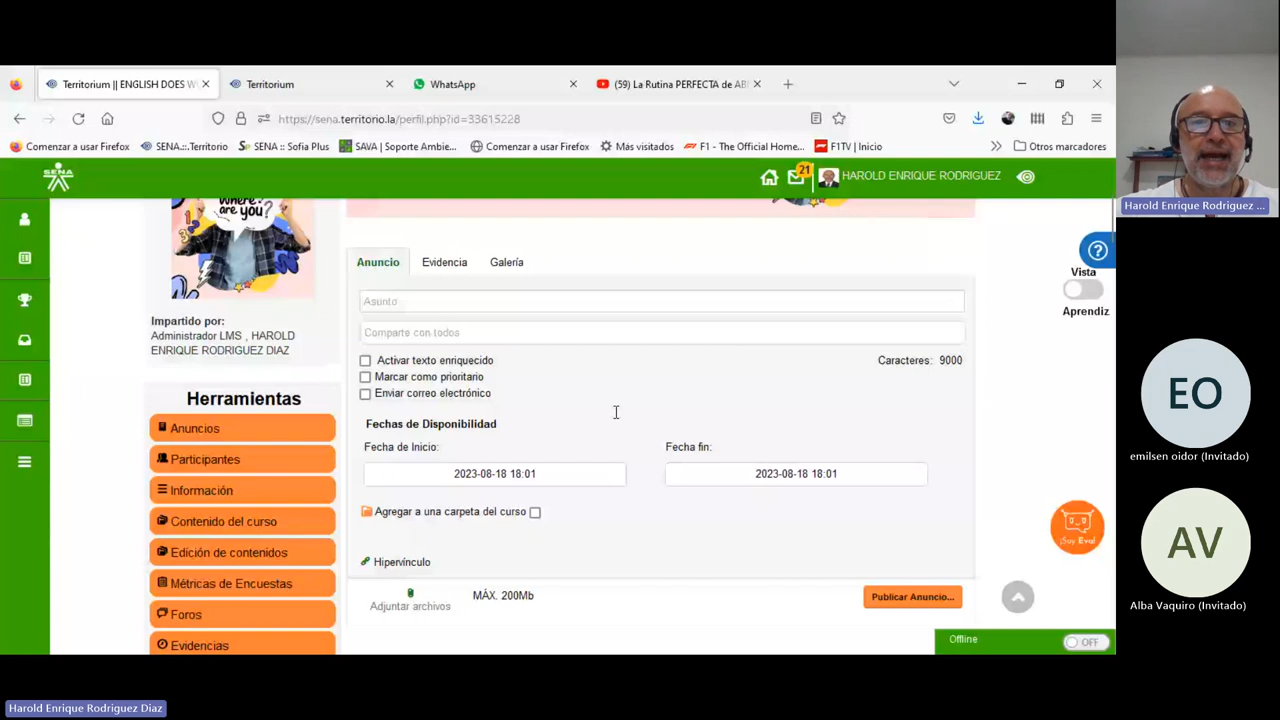 Territorium || ENGLISH DOES W
Territorium
WhatsApp
(59) La Rutina PERFECTA de AB
https://sena.territorio.la/perfil.php?id=33615228
Comenzar a usar Firefox
SENA.::.Territorio
SENA :: Sofia Plus
SAVA | Soporte Ambie...
Comenzar a usar Firefox
Más visitados
F1 - The Official Home...
F1TV | Inicio
Otros marcadores
SENA
21
HAROLD ENRIQUE RODRIGUEZ
Where
are you?
Impartido por:
Administrador LMS , HAROLD
ENRIQUE RODRIGUEZ DIAZ
Herramientas
Anuncios
Participantes
Información
Contenido del curso
Edición de contenidos
Métricas de Encuestas
Foros
Evidencias
Anuncio
Evidencia
Galería
Asunto
Comparte con todos
Activar texto enriquecido
Caracteres: 9000
Marcar como prioritario
Enviar correo electrónico
Fechas de Disponibilidad
Fecha de Inicio:
Fecha fin:
2023-08-18 18:01
2023-08-18 18:01
Agregar a una carpeta del curso
Hipervínculo
Adjuntar archivos
MÁX. 200Mb
Publicar Anuncio...
Vista
Aprendiz
¡Soy Eva!
Offline
OFF
Harold Enrique Rodriguez ...
EO
emilsen oidor (Invitado)
AV
Alba Vaquiro (Invitado)
Harold Enrique Rodriguez Diaz